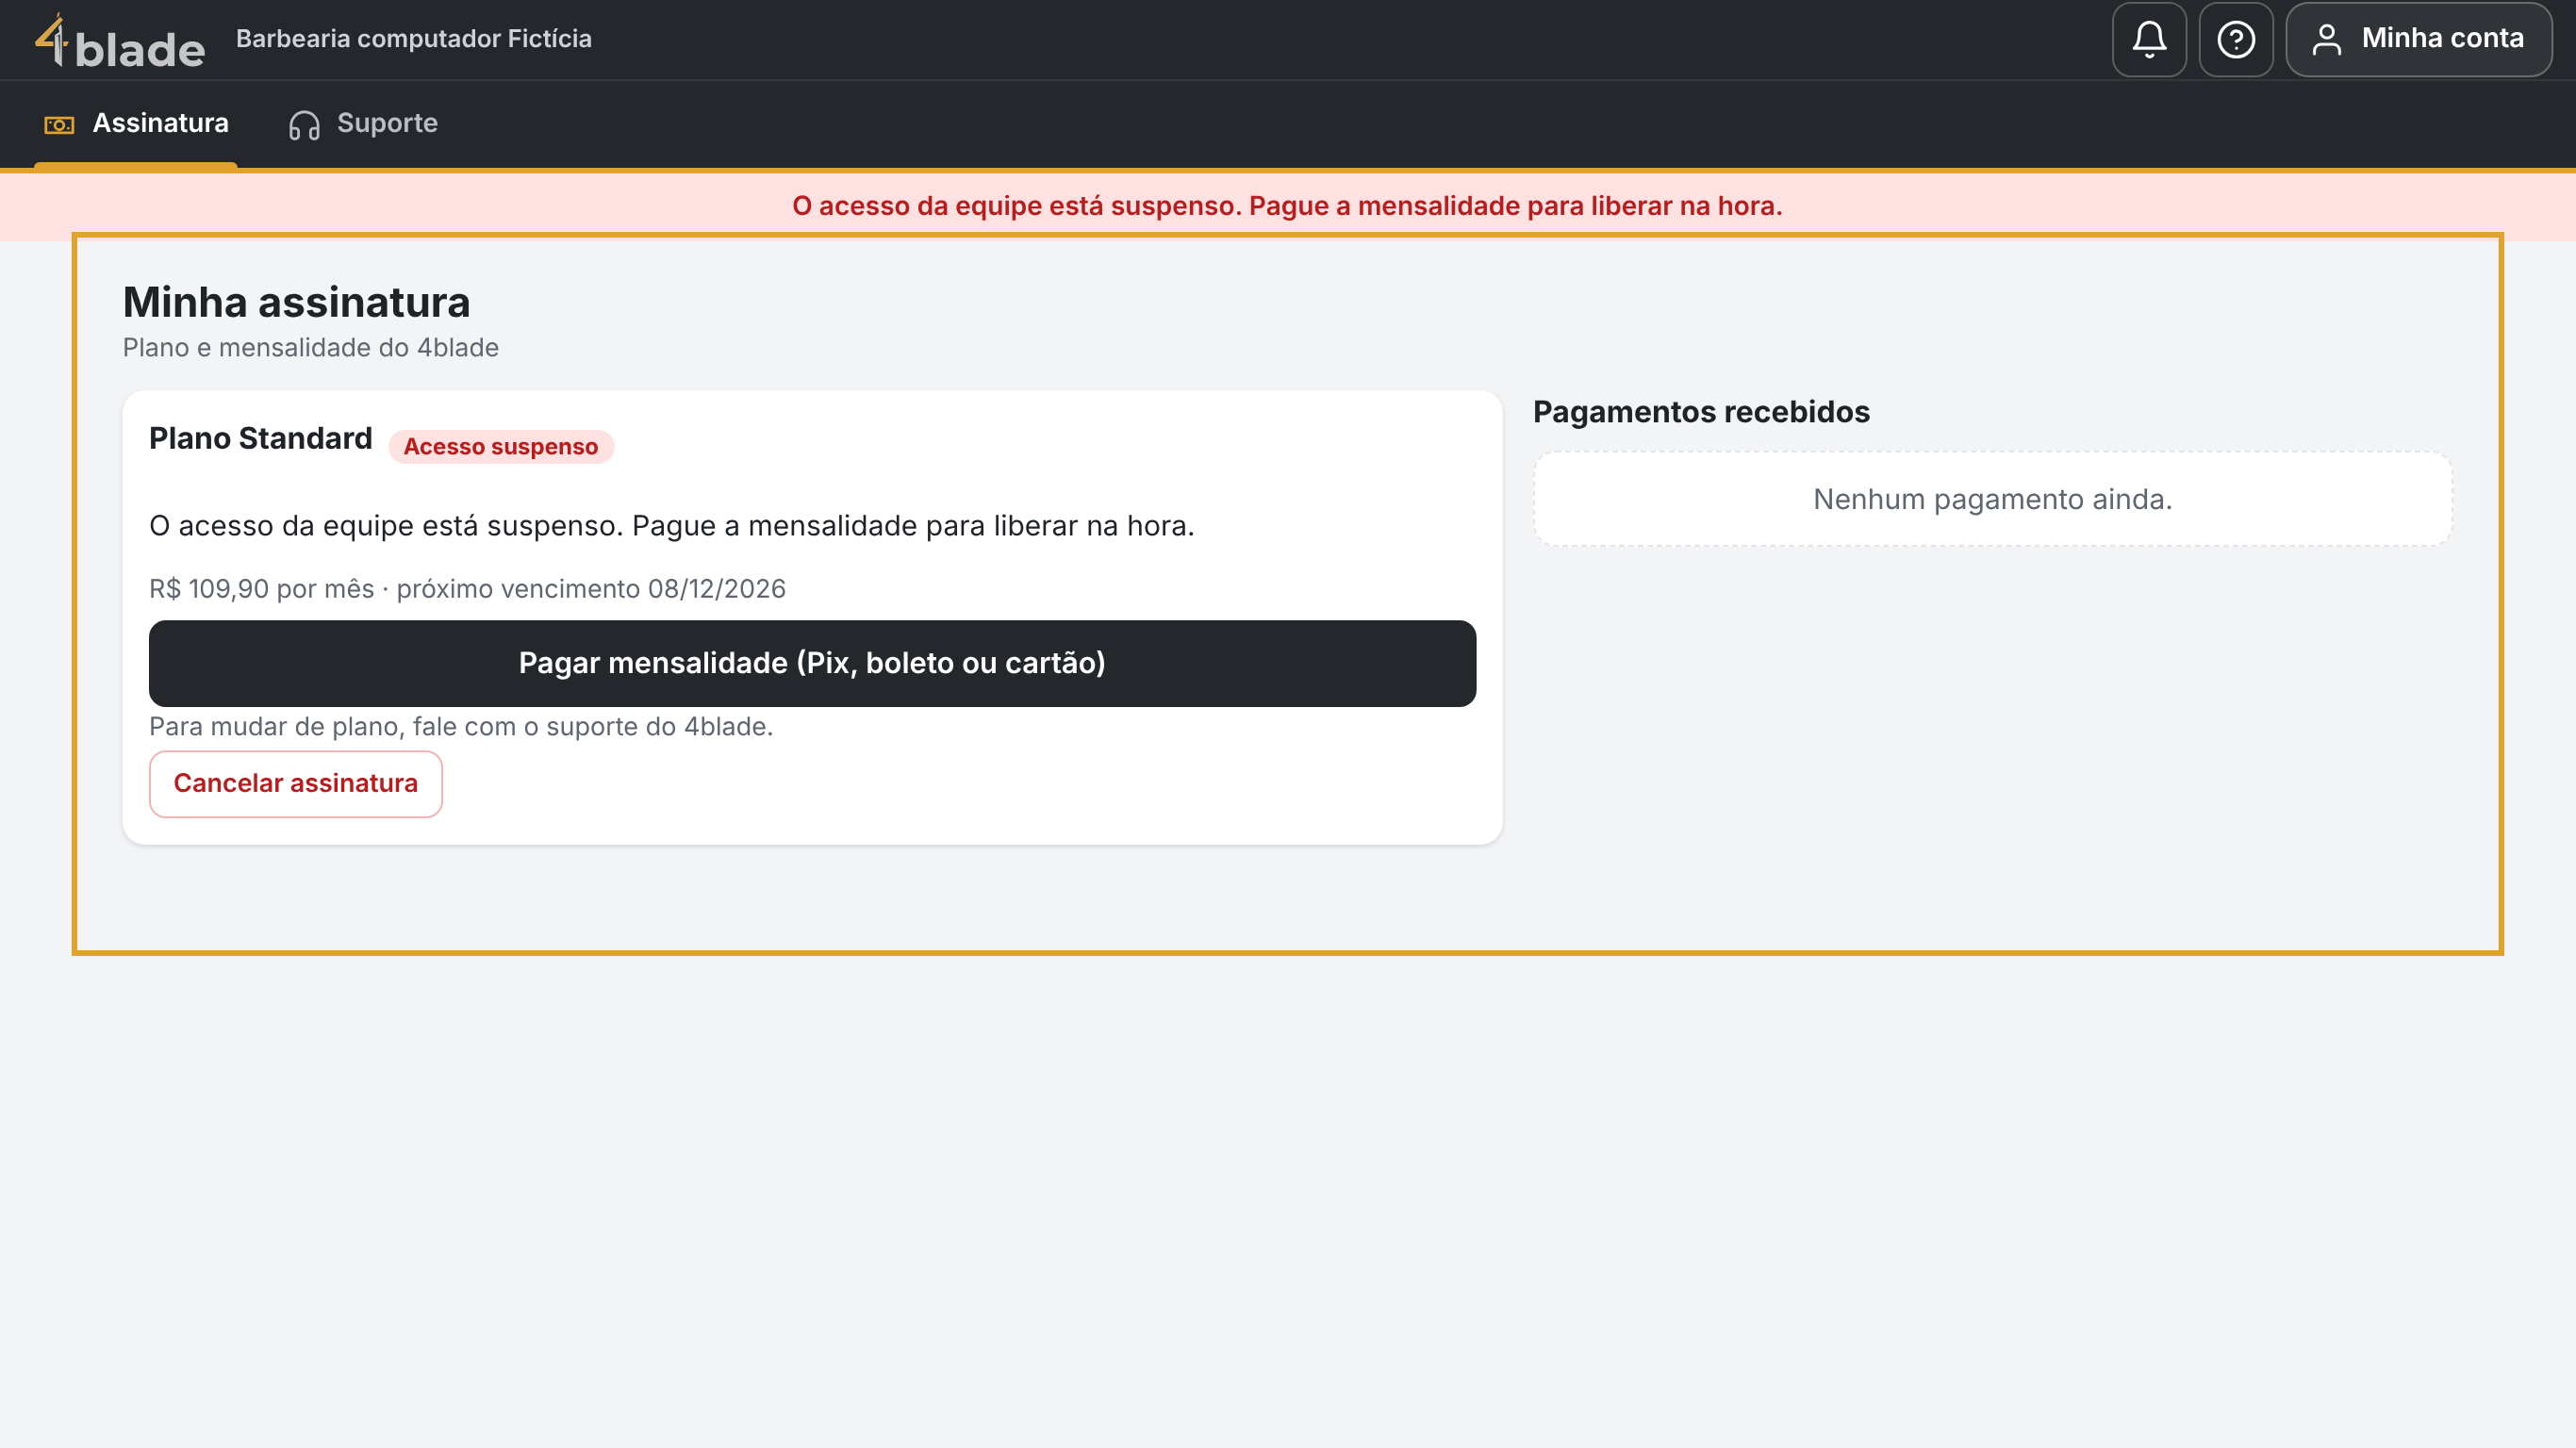 4blade
Barbearia computador Fictícia
Minha conta
Assinatura
Suporte
O acesso da equipe está suspenso. Pague a mensalidade para liberar na hora.
Minha assinatura
Plano e mensalidade do 4blade
Plano Standard
Acesso suspenso
O acesso da equipe está suspenso. Pague a mensalidade para liberar na hora.
R$ 109,90 por mês · próximo vencimento 08/12/2026
Pagar mensalidade (Pix, boleto ou cartão)
Para mudar de plano, fale com o suporte do 4blade.
Cancelar assinatura
Pagamentos recebidos
Nenhum pagamento ainda.